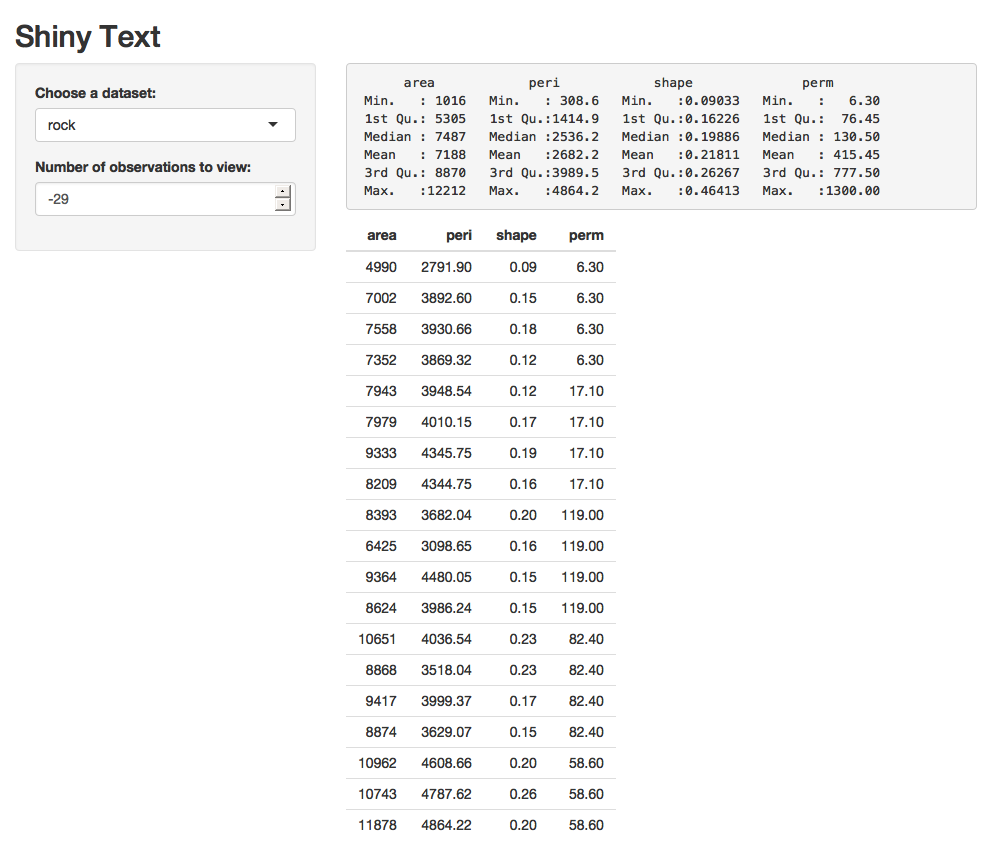 Shiny Text
Choose a dataset:
rock
Number of observations to view:
-29
area peri shape perm
Min. : 1016 Min. : 308.6 Min. :0.09033 Min. : 6.30
1st Qu.: 5305 1st Qu.:1414.9 1st Qu.:0.16226 1st Qu.: 76.45
Median : 7487 Median :2536.2 Median :0.19886 Median : 130.50
Mean : 7188 Mean :2682.2 Mean :0.21811 Mean : 415.45
3rd Qu.: 8870 3rd Qu.:3989.5 3rd Qu.:0.26267 3rd Qu.: 777.50
Max. :12212 Max. :4864.2 Max. :0.46413 Max. :1300.00
area peri shape perm
4990 2791.90 0.09 6.30
7002 3892.60 0.15 6.30
7558 3930.66 0.18 6.30
7352 3869.32 0.12 6.30
7943 3948.54 0.12 17.10
7979 4010.15 0.17 17.10
9333 4345.75 0.19 17.10
8209 4344.75 0.16 17.10
8393 3682.04 0.20 119.00
6425 3098.65 0.16 119.00
9364 4480.05 0.15 119.00
8624 3986.24 0.15 119.00
10651 4036.54 0.23 82.40
8868 3518.04 0.23 82.40
9417 3999.37 0.17 82.40
8874 3629.07 0.15 82.40
10962 4608.66 0.20 58.60
10743 4787.62 0.26 58.60
11878 4864.22 0.20 58.60